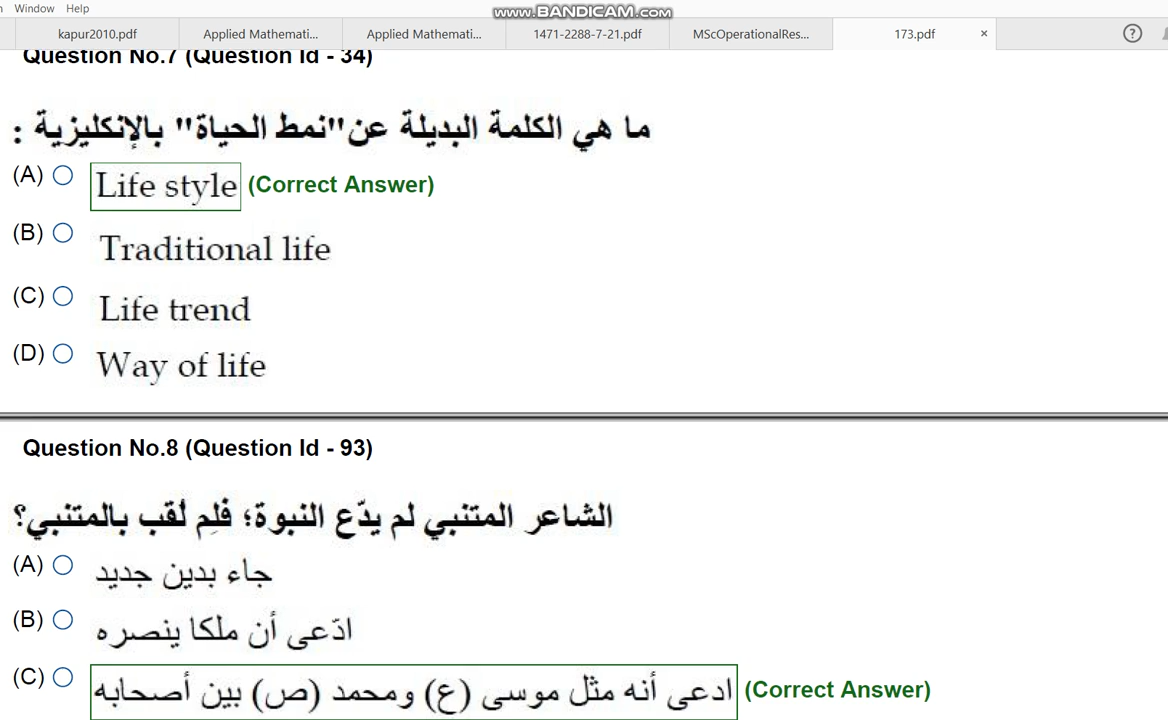 Window Help
www.BANDICAM.com
kapur2010.pdf Applied Mathemati... Applied Mathemati... 1471-2288-7-21.pdf MScOperationalRes... 173.pdf × ?
Question No.7 (Question Id - 34)
ما هي الكلمة البديلة عن"نمط الحياة" بالإنكليزية :
(A) Life style (Correct Answer)
(B) Traditional life
(C) Life trend
(D) Way of life
Question No.8 (Question Id - 93)
الشاعر المتنبي لم يدّع النبوة؛ فَلِم لُقب بالمتنبي؟
(A) جاء بدين جديد
(B) ادّعى أن ملكا ينصره
(C) ادعى أنه مثل موسى (ع) ومحمد (ص) بين أصحابه (Correct Answer)